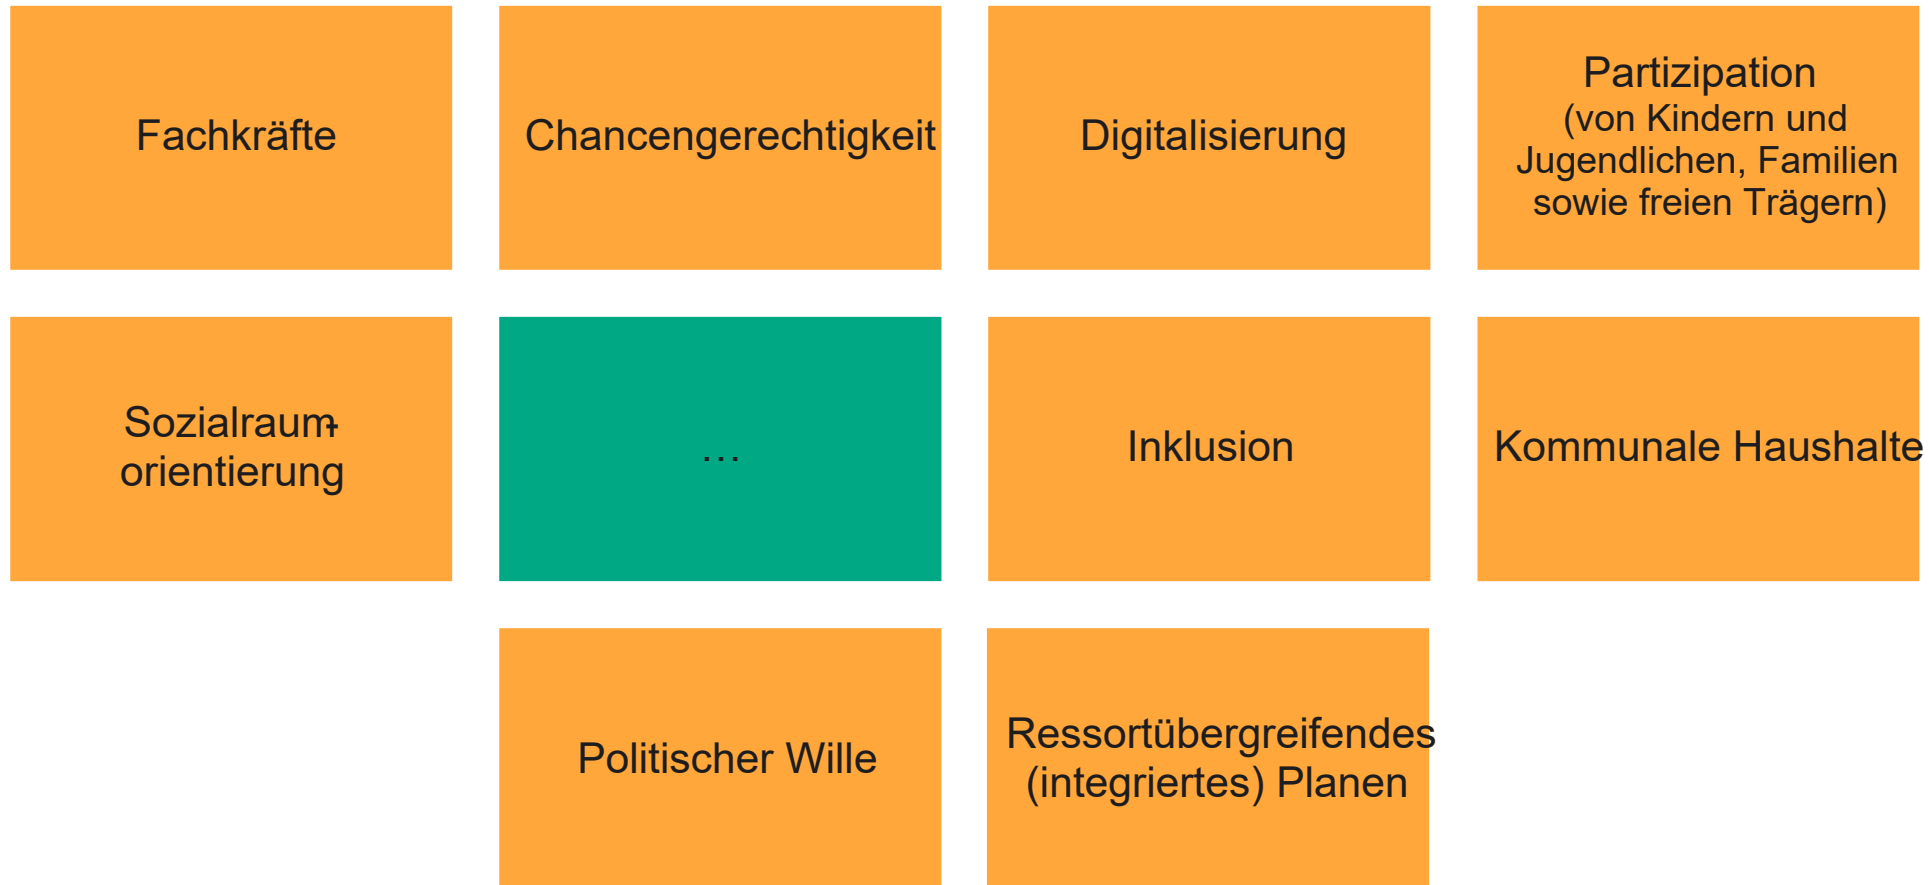 Fachkräfte
Chancengerechtigkeit
Digitalisierung
Partizipation
(von Kindern und
Jugendlichen, Familien
sowie freien Trägern)
Sozialraum-
orientierung
...
Inklusion
Kommunale Haushalte
Politischer Wille
Ressortübergreifendes
(integriertes) Planen